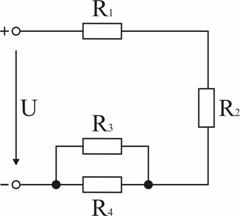 R₁
+
U
R₂
R₃
−
R₄